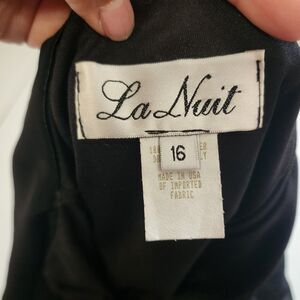 La Nuit
16
MADE IN USA
OF IMPORTED
FABRIC